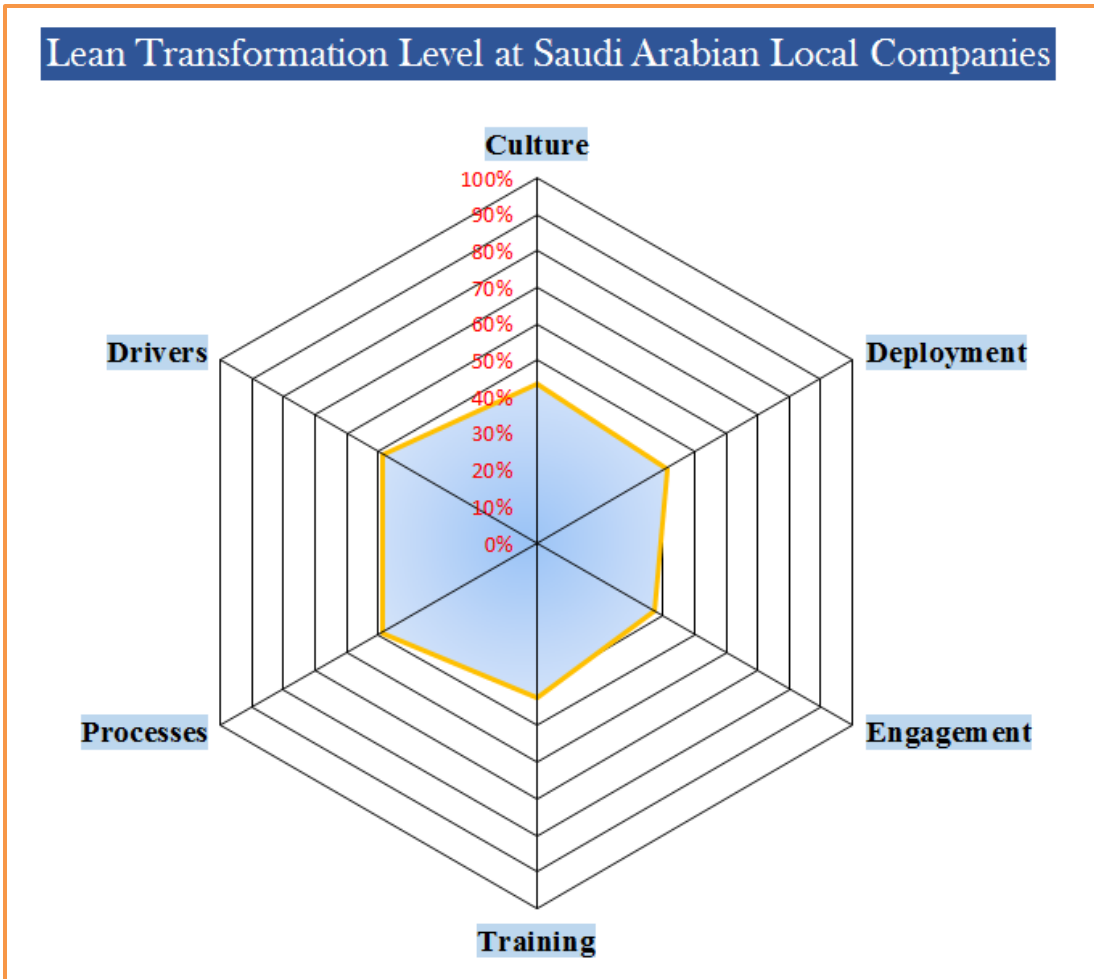 Lean Transformation Level at Saudi Arabian Local Companies
Culture
100%
90%
80%
70%
60%
50%
40%
30%
20%
10%
0%
Drivers
Deployment
Processes
Engagement
Training